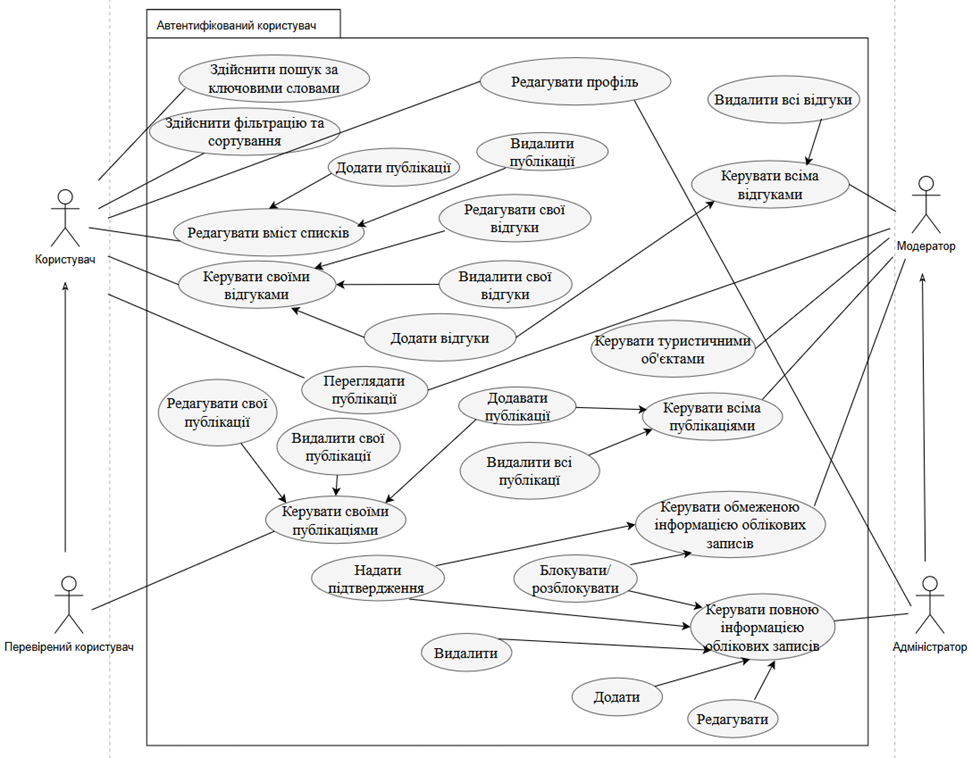 Автентифікований користувач
Здійснити пошук за
ключовими словами
Редагувати профіль
Видалити всі відгуки
Здійснити фільтрацію та
сортування
Додати публікації
Видалити
публікації
Керувати всіма
відгуками
Редагувати вміст списків
Редагувати свої
відгуки
Користувач
Модератор
Керувати своїми
відгуками
Видалити свої
відгуки
Додати відгуки
Керувати туристичними
об'єктами
Переглядати
публікації
Редагувати свої
публікації
Додавати
публікації
Керувати всіма
публікаціями
Видалити свої
публікації
Видалити всі
публікації
Керувати своїми
публікаціями
Керувати обмеженою
інформацією облікових
записів
Надати
підтвердження
Блокувати/
розблокувати
Керувати повною
інформацією
облікових записів
Перевірений користувач
Адміністратор
Видалити
Додати
Редагувати